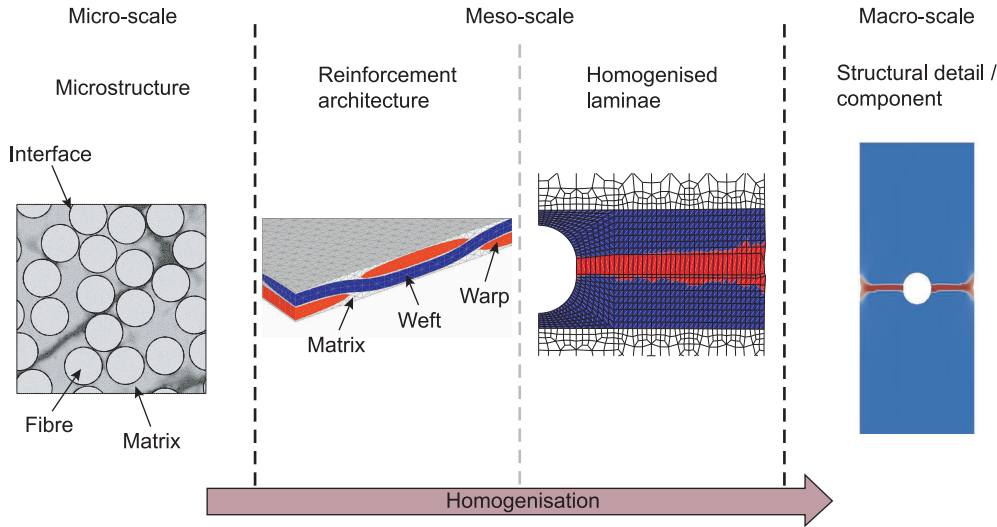 Micro-scale
Meso-scale
Macro-scale
Microstructure
Reinforcement
architecture
Homogenised
laminae
Structural detail /
component
Interface
Fibre
Matrix
Matrix
Weft
Warp
Homogenisation